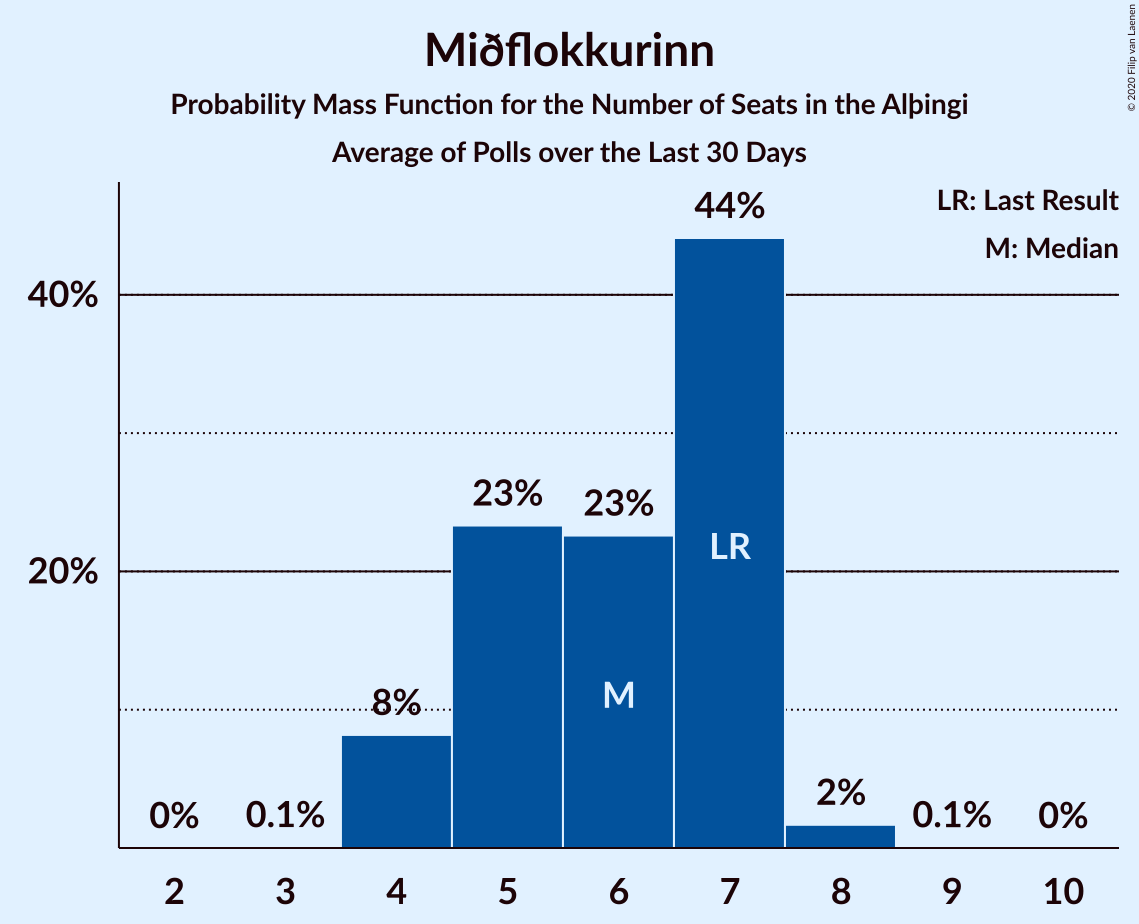 Miðflokkurinn
Probability Mass Function for the Number of Seats in the Alþingi
Average of Polls over the Last 30 Days
© 2020 Filip van Laenen
LR: Last Result
M: Median
44%
40%
23%
23%
LR
20%
M
8%
2%
0%
0.1%
0.1%
0%
2 3 4 5 6 7 8 9 10